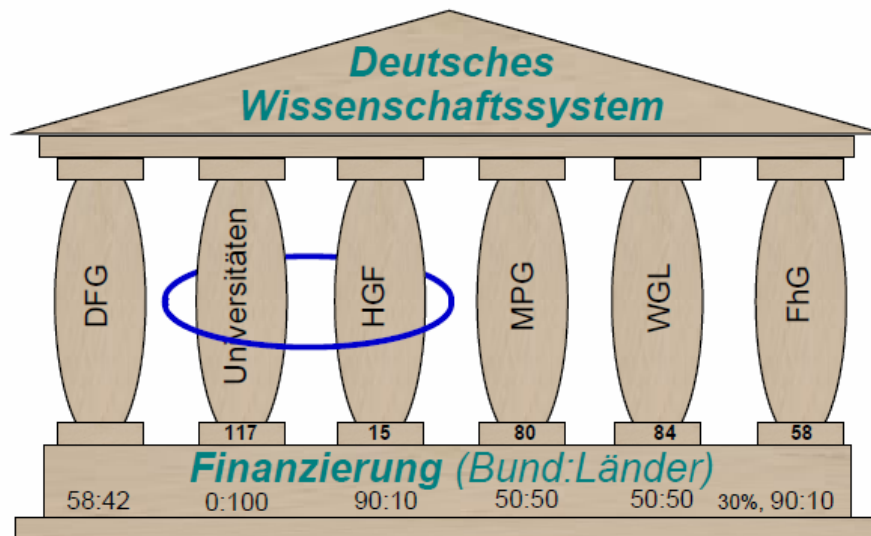 Deutsches
Wissenschaftssystem
DFG
Universitäten
HGF
MPG
WGL
FhG
117 15 80 84 58
Finanzierung (Bund:Länder)
58:42 0:100 90:10 50:50 50:50 30%, 90:10